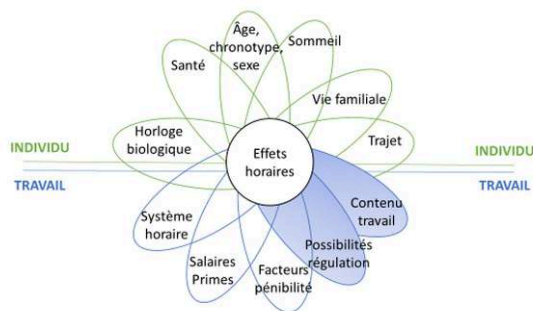 Âge,
chronotype,
sexe
Sommeil
Santé
Vie familiale
Horloge
biologique
Effets
horaires
Trajet
INDIVIDU
INDIVIDU
TRAVAIL
TRAVAIL
Système
horaire
Contenu
travail
Salaires
Primes
Facteurs
pénibilité
Possibilités
régulation